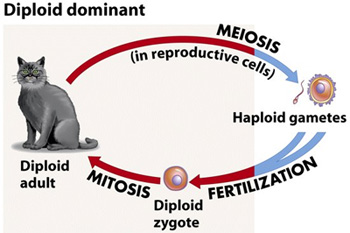 Diploid dominant
MEIOSIS
(in reproductive cells)
Haploid gametes
Diploid
adult
MITOSIS
FERTILIZATION
Diploid
zygote